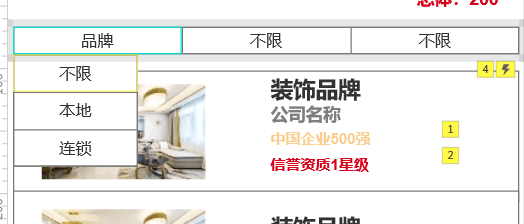 总体：200
品牌 不限 不限
不限
4
本地
连锁
装饰品牌
公司名称
中国企业500强
1
信誉资质1星级
2
200
装饰品牌